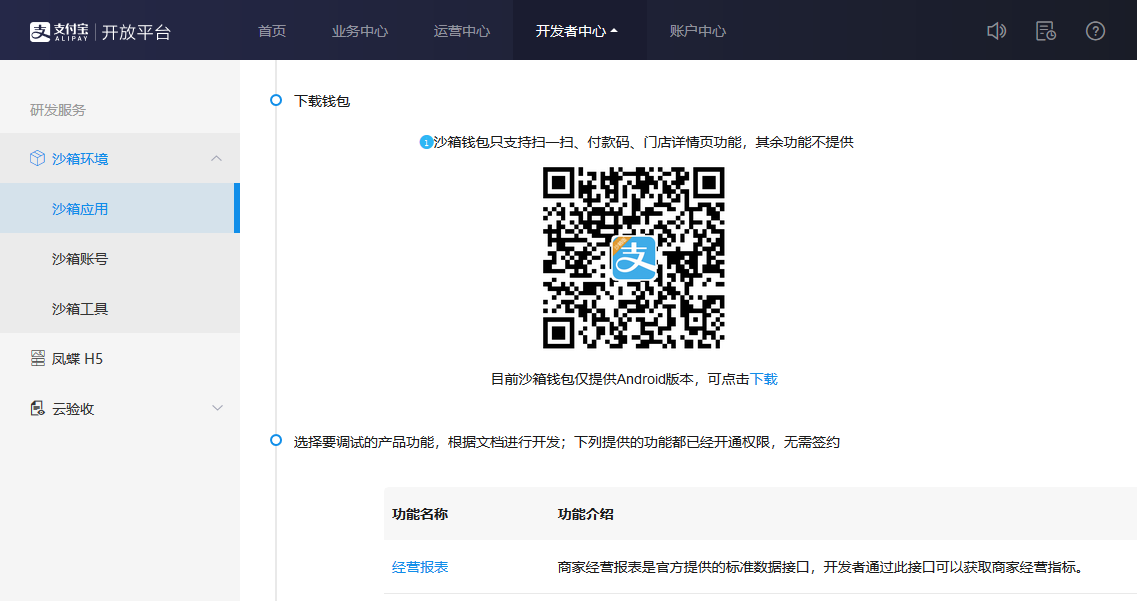 支付宝 ALIPAY 开放平台 首页 业务中心 运营中心 开发者中心 账户中心
研发服务
沙箱环境
沙箱应用
沙箱账号
沙箱工具
凤蝶 H5
云验收
下载钱包
沙箱钱包只支持扫一扫、付款码、门店详情页功能，其余功能不提供
支
目前沙箱钱包仅提供Android版本，可点击下载
选择要调试的产品功能，根据文档进行开发；下列提供的功能都已经开通权限，无需签约
功能名称 功能介绍
经营报表 商家经营报表是官方提供的标准数据接口，开发者通过此接口可以获取商家经营指标。